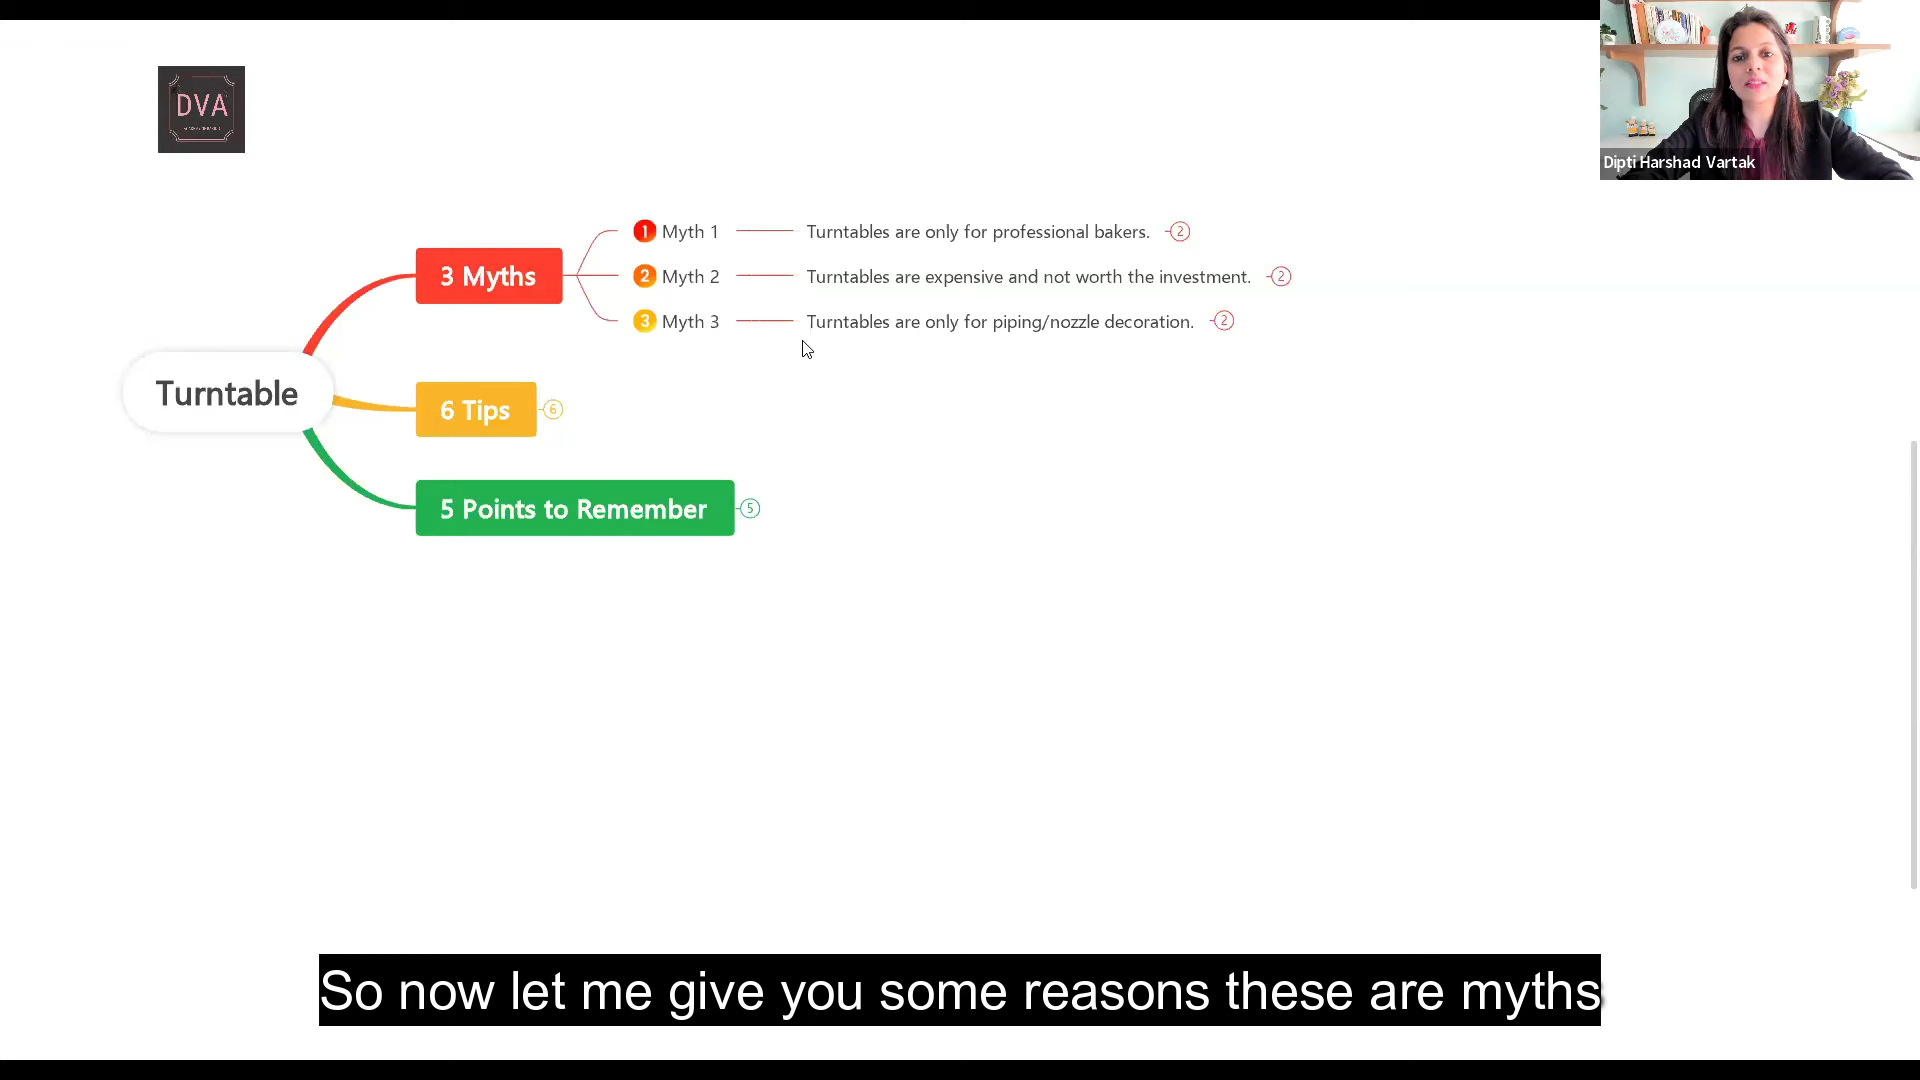 DVA
Dipti Harshad Vartak
1 Myth 1 Turntables are only for professional bakers. 2
3 Myths 2 Myth 2 Turntables are expensive and not worth the investment. 2
3 Myth 3 Turntables are only for piping/nozzle decoration. 2
Turntable
6 Tips 6
5 Points to Remember 5
So now let me give you some reasons these are myths